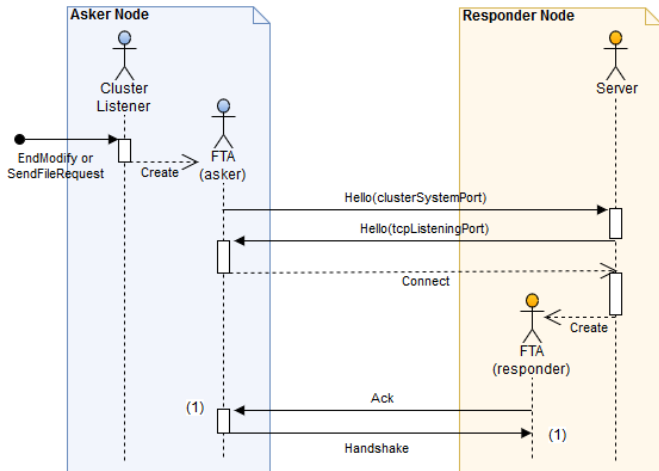 Asker Node
Responder Node
Cluster
Listener
Server
EndModify or
SendFileRequest
Create
FTA
(asker)
Hello(clusterSystemPort)
Hello(tcpListeningPort)
Connect
Create
FTA
(responder)
(1)
Ack
(1)
Handshake